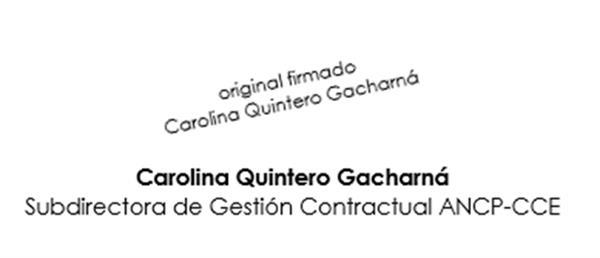 original firmado
Carolina Quintero Gacharná
Carolina Quintero Gacharná
Subdirectora de Gestión Contractual ANCP-CCE